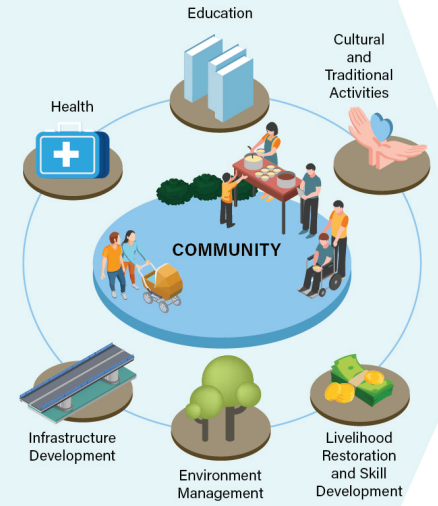 Education
Cultural
and
Traditional
Activities
Health
COMMUNITY
Infrastructure
Development
Environment
Management
Livelihood
Restoration
and Skill
Development